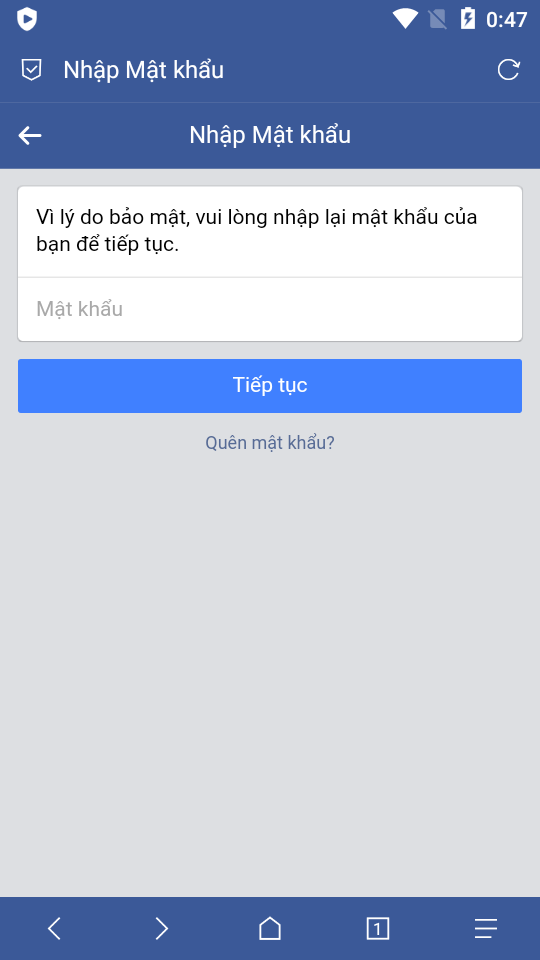 0:47
Nhập Mật khẩu
Nhập Mật khẩu
Vì lý do bảo mật, vui lòng nhập lại mật khẩu của
bạn để tiếp tục.
Mật khẩu
Tiếp tục
Quên mật khẩu?
1